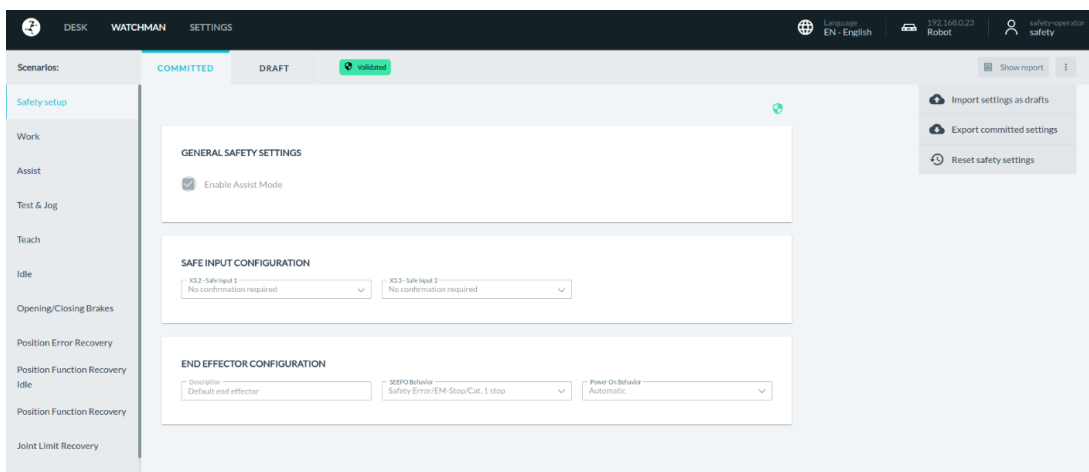 DESK WATCHMAN SETTINGS
Language
EN - English
192.168.0.23
Robot
safety-operator
safety
Scenarios:
COMMITTED DRAFT Validated
Show report
Safety setup
Work
Assist
Test & Jog
Teach
Idle
Opening/Closing Brakes
Position Error Recovery
Position Function Recovery
Idle
Position Function Recovery
Joint Limit Recovery
Import settings as drafts
Export committed settings
Reset safety settings
GENERAL SAFETY SETTINGS
Enable Assist Mode
SAFE INPUT CONFIGURATION
X3.2 - Safe Input 1
No confirmation required
X3.3 - Safe Input 2
No confirmation required
END EFFECTOR CONFIGURATION
Description
Default end effector
SEEPO Behavior
Safety Error/EM-Stop/Cat. 1 stop
Power On Behavior
Automatic